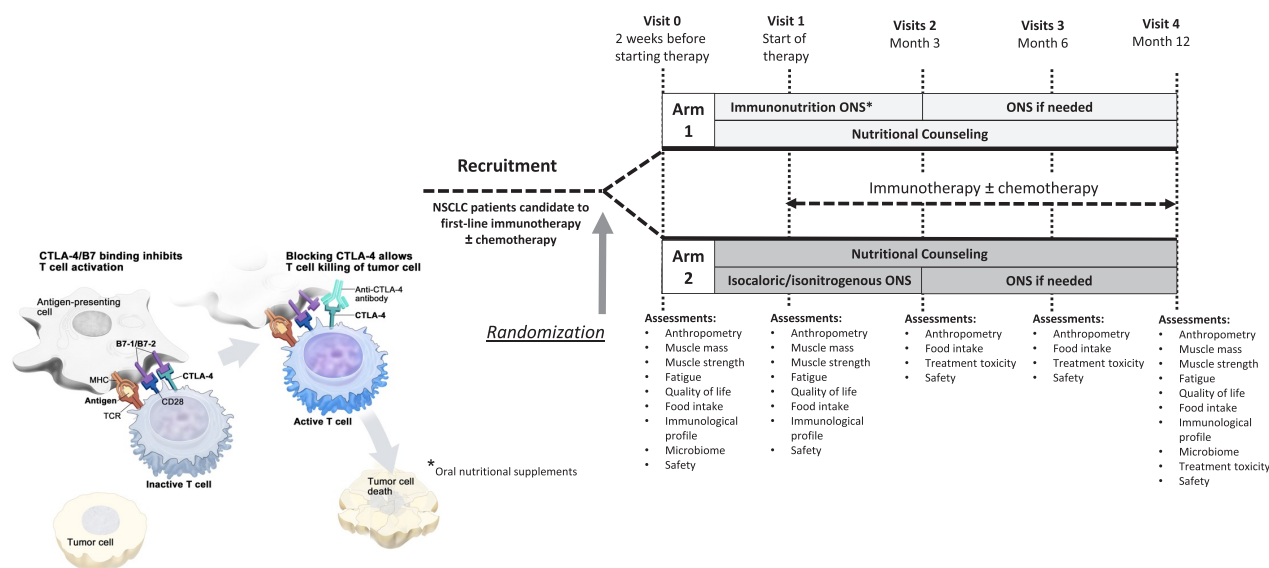 Visit 0
2 weeks before
starting therapy
Visit 1
Start of
therapy
Visits 2
Month 3
Visits 3
Month 6
Visit 4
Month 12
Arm
1
Immunonutrition ONS*
ONS if needed
Nutritional Counseling
Recruitment
NSCLC patients candidate to
first-line immunotherapy
± chemotherapy
Immunotherapy ± chemotherapy
Arm
2
Nutritional Counseling
Isocaloric/isonitrogenous ONS
ONS if needed
Randomization
Assessments:
• Anthropometry
• Muscle mass
• Muscle strength
• Fatigue
• Quality of life
• Food intake
• Immunological
profile
• Microbiome
• Safety
Assessments:
• Anthropometry
• Muscle mass
• Muscle strength
• Fatigue
• Quality of life
• Food intake
• Immunological
profile
• Safety
Assessments:
• Anthropometry
• Food intake
• Treatment toxicity
• Safety
Assessments:
• Anthropometry
• Food intake
• Treatment toxicity
• Safety
Assessments:
• Anthropometry
• Muscle mass
• Muscle strength
• Fatigue
• Quality of life
• Food intake
• Immunological
profile
• Microbiome
• Treatment toxicity
• Safety
CTLA-4/B7 binding inhibits
T cell activation
Antigen-presenting
cell
B7-1/B7-2
MHC
CTLA-4
Antigen
CD28
TCR
Inactive T cell
Tumor cell
Blocking CTLA-4 allows
T cell killing of tumor cell
Anti-CTLA-4
antibody
CTLA-4
Active T cell
Tumor cell
death
*Oral nutritional supplements